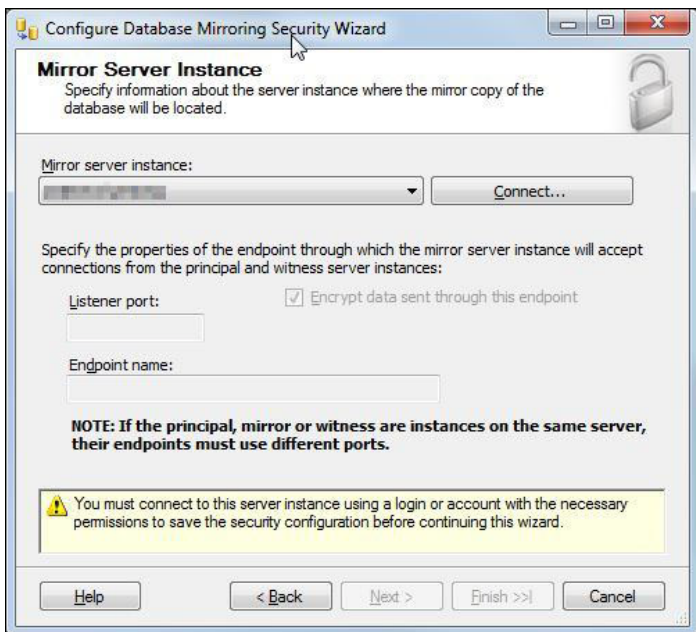 Configure Database Mirroring Security Wizard
Mirror Server Instance
Specify information about the server instance where the mirror copy of the
database will be located.
Mirror server instance:
Connect...
Specify the properties of the endpoint through which the mirror server instance will accept
connections from the principal and witness server instances:
Listener port:
Encrypt data sent through this endpoint
Endpoint name:
NOTE: If the principal, mirror or witness are instances on the same server,
their endpoints must use different ports.
You must connect to this server instance using a login or account with the necessary
permissions to save the security configuration before continuing this wizard.
Help
< Back
Next >
Finish >>|
Cancel